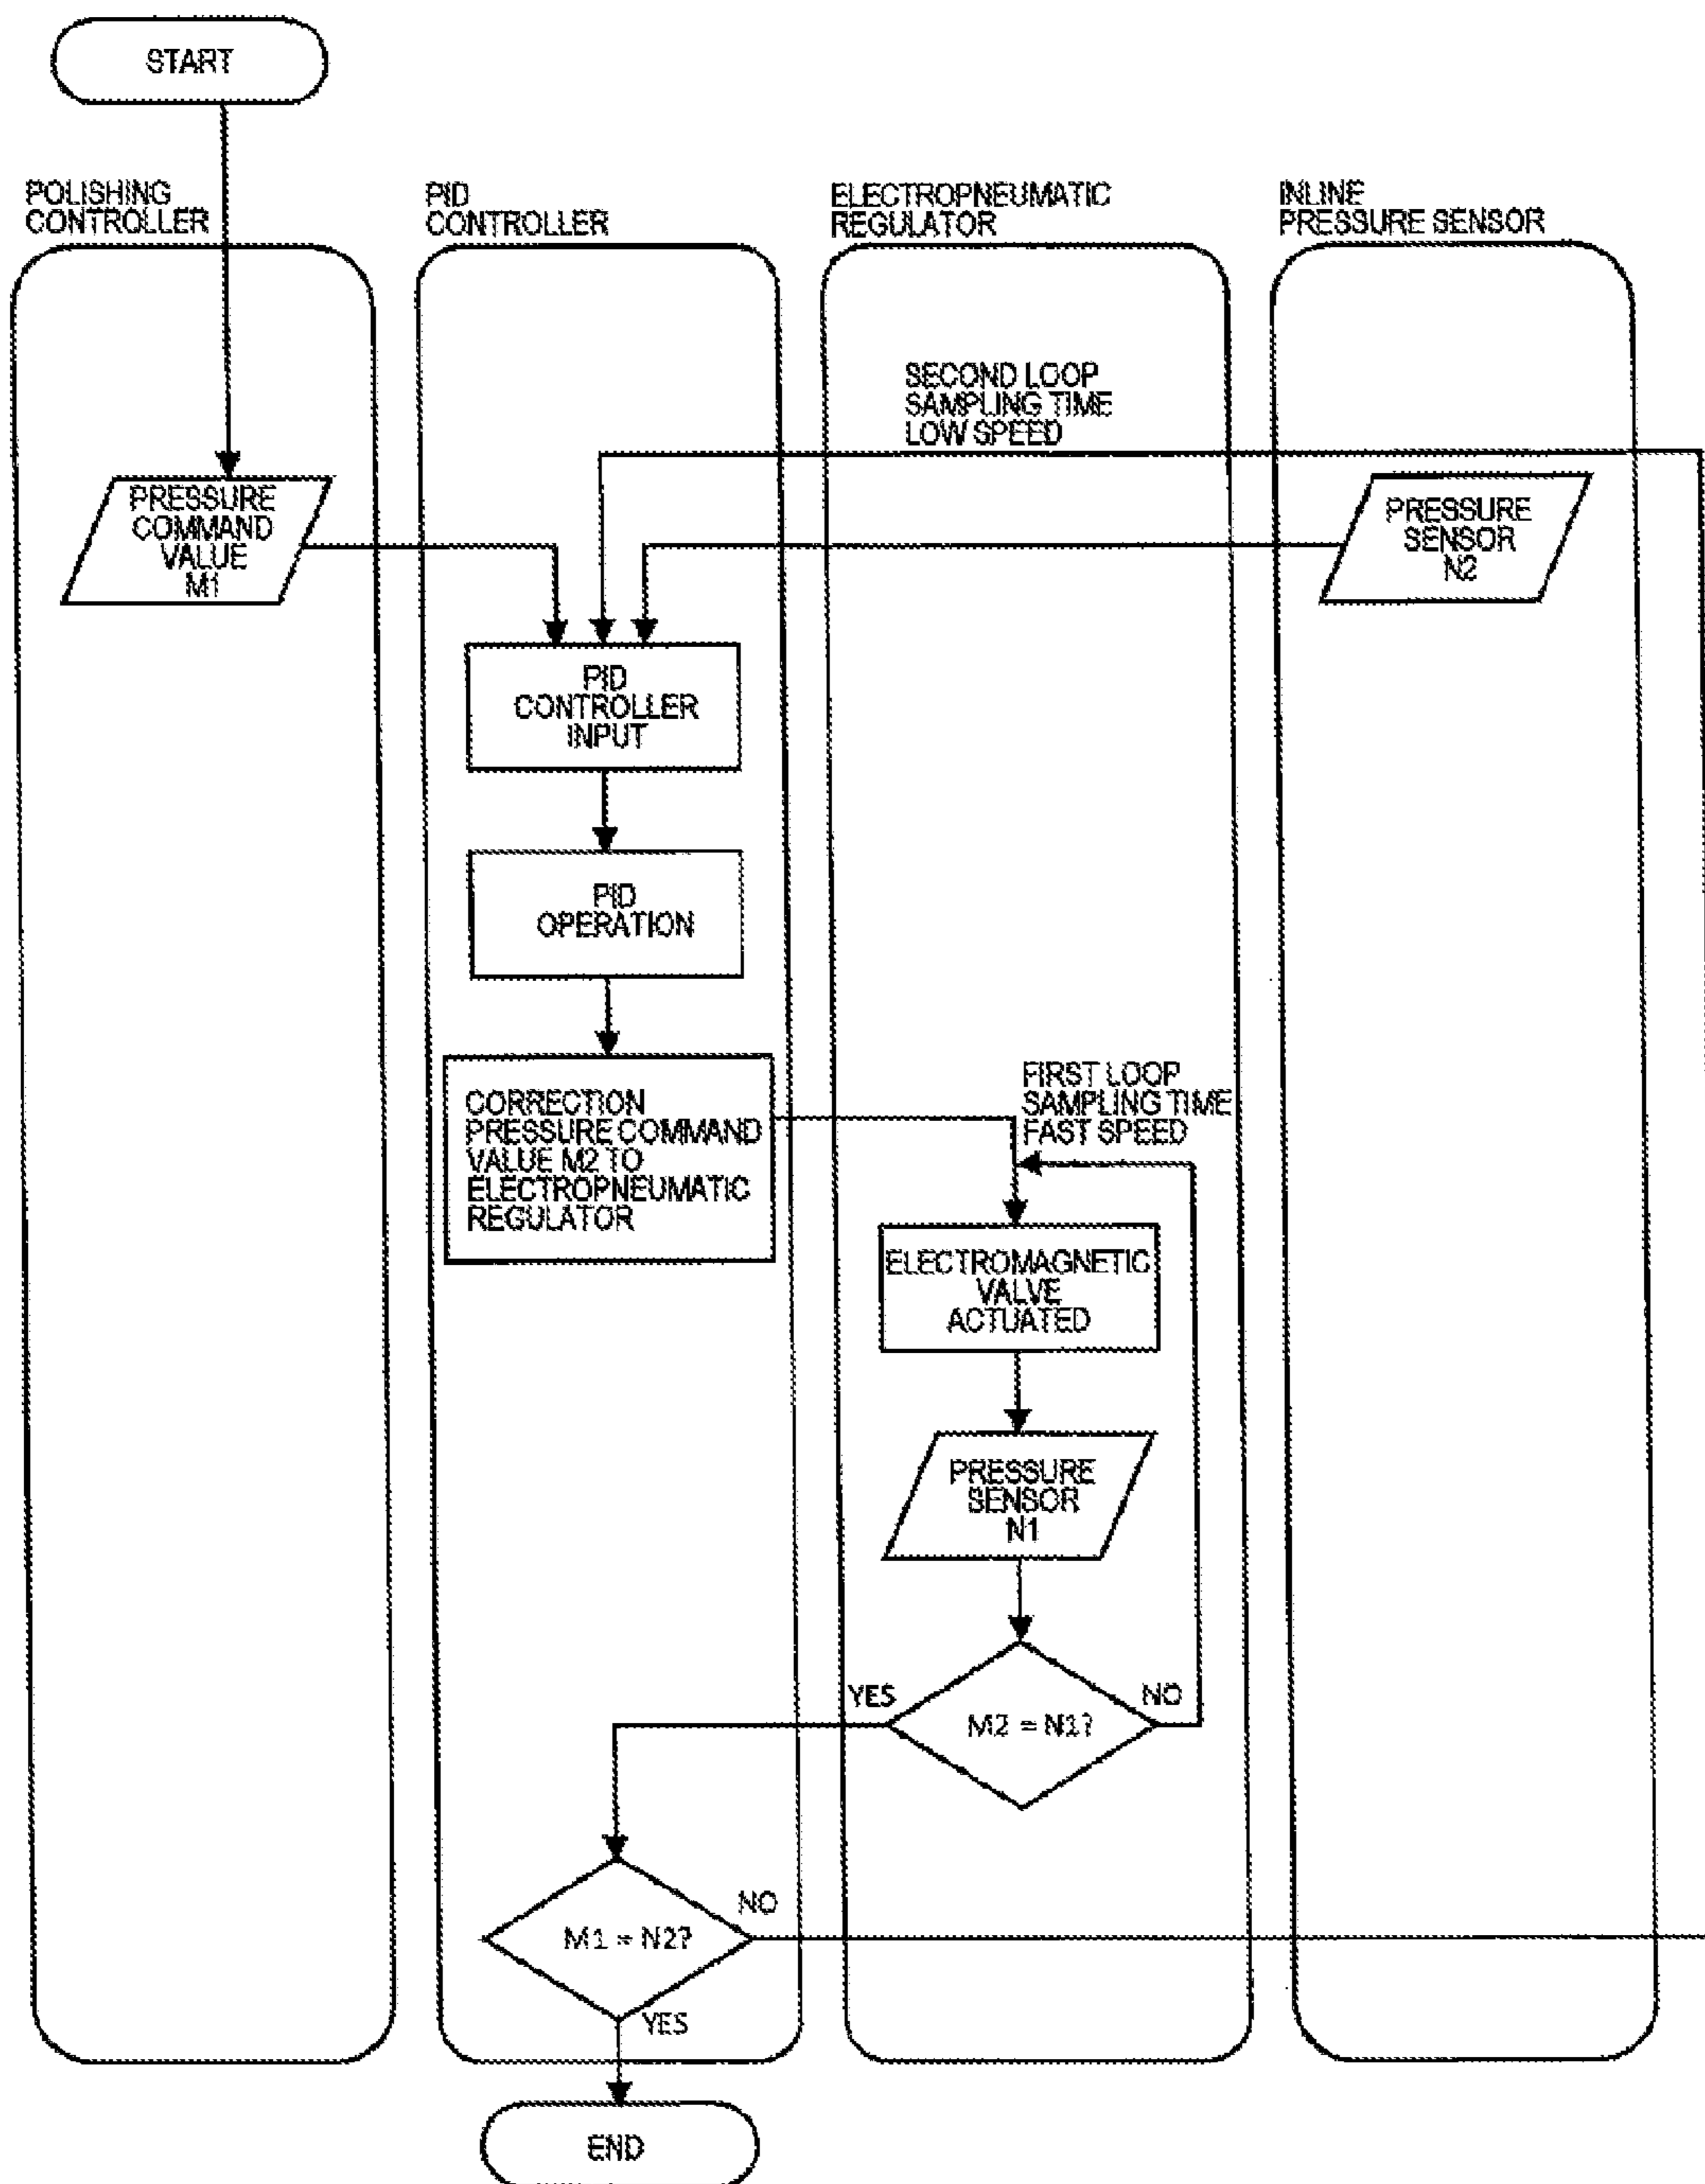 START
POLISHING
CONTROLLER
PID
CONTROLLER
ELECTROPNEUMATIC
REGULATOR
INLINE
PRESSURE SENSOR
SECOND LOOP
SAMPLING TIME
LOW SPEED
PRESSURE
COMMAND
VALUE
M1
PRESSURE
SENSOR
N2
PID
CONTROLLER
INPUT
PID
OPERATION
CORRECTION
PRESSURE COMMAND
VALUE M2 TO
ELECTROPNEUMATIC
REGULATOR
FIRST LOOP
SAMPLING TIME
FAST SPEED
ELECTROMAGNETIC
VALVE
ACTUATED
PRESSURE
SENSOR
N1
YES
M2 = N1?
NO
M1 = N2?
NO
YES
END